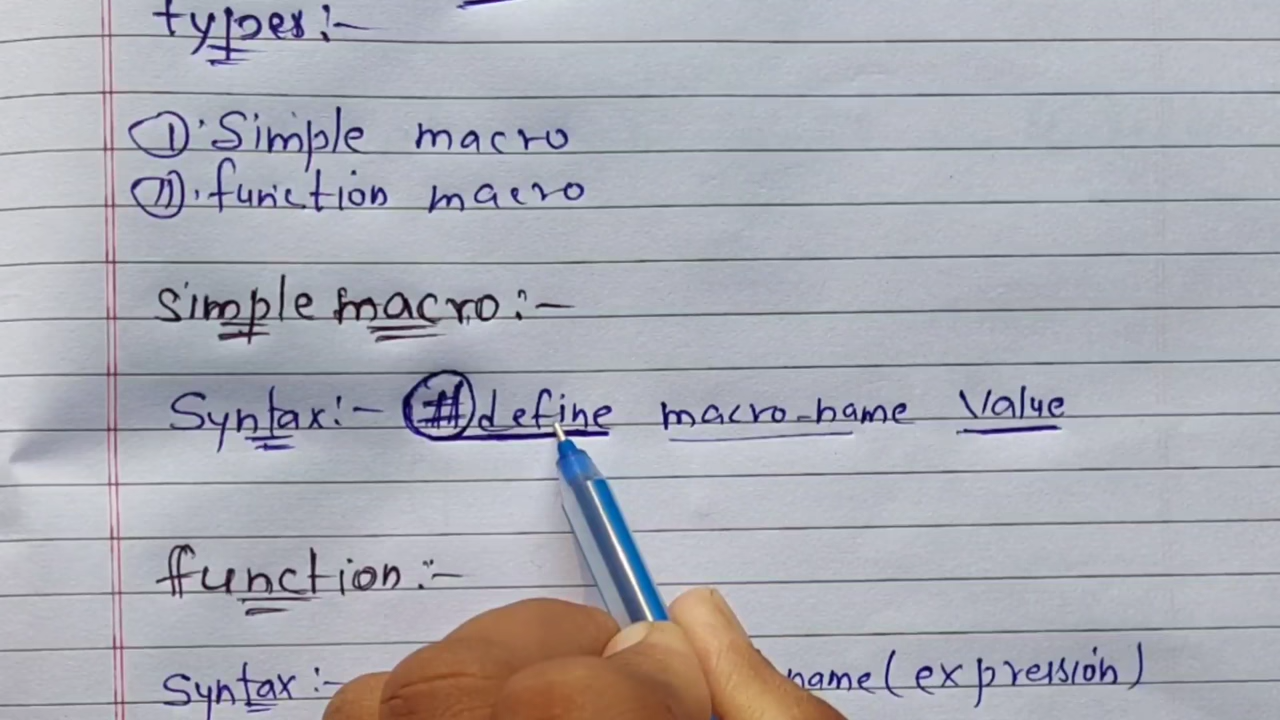 types:-
I. Simple macro
II. function macro
Simple macro:-
Syntax:- #define macro-name Value
function:-
Syntax:- name(expression)